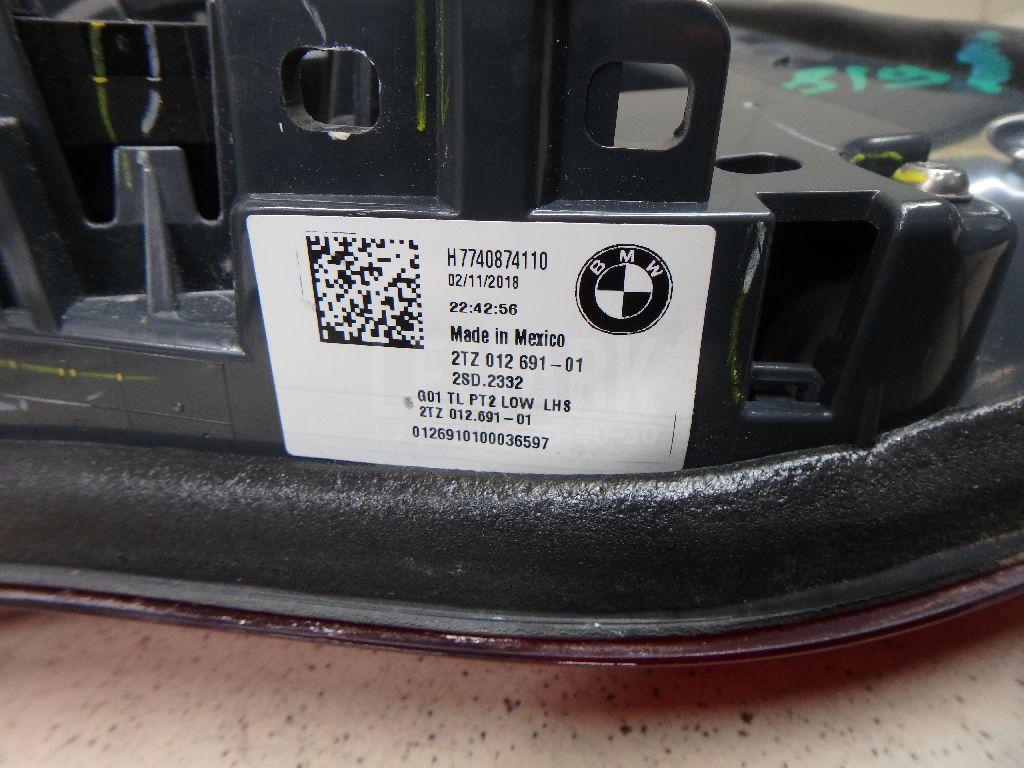 H7740874110
02/11/2018
22:42:56
BMW
Made in Mexico
2TZ 012 691-01
2SD.2332
G01 TL PT2 LOW LHS
2TZ 012.691-01
0126910100036597